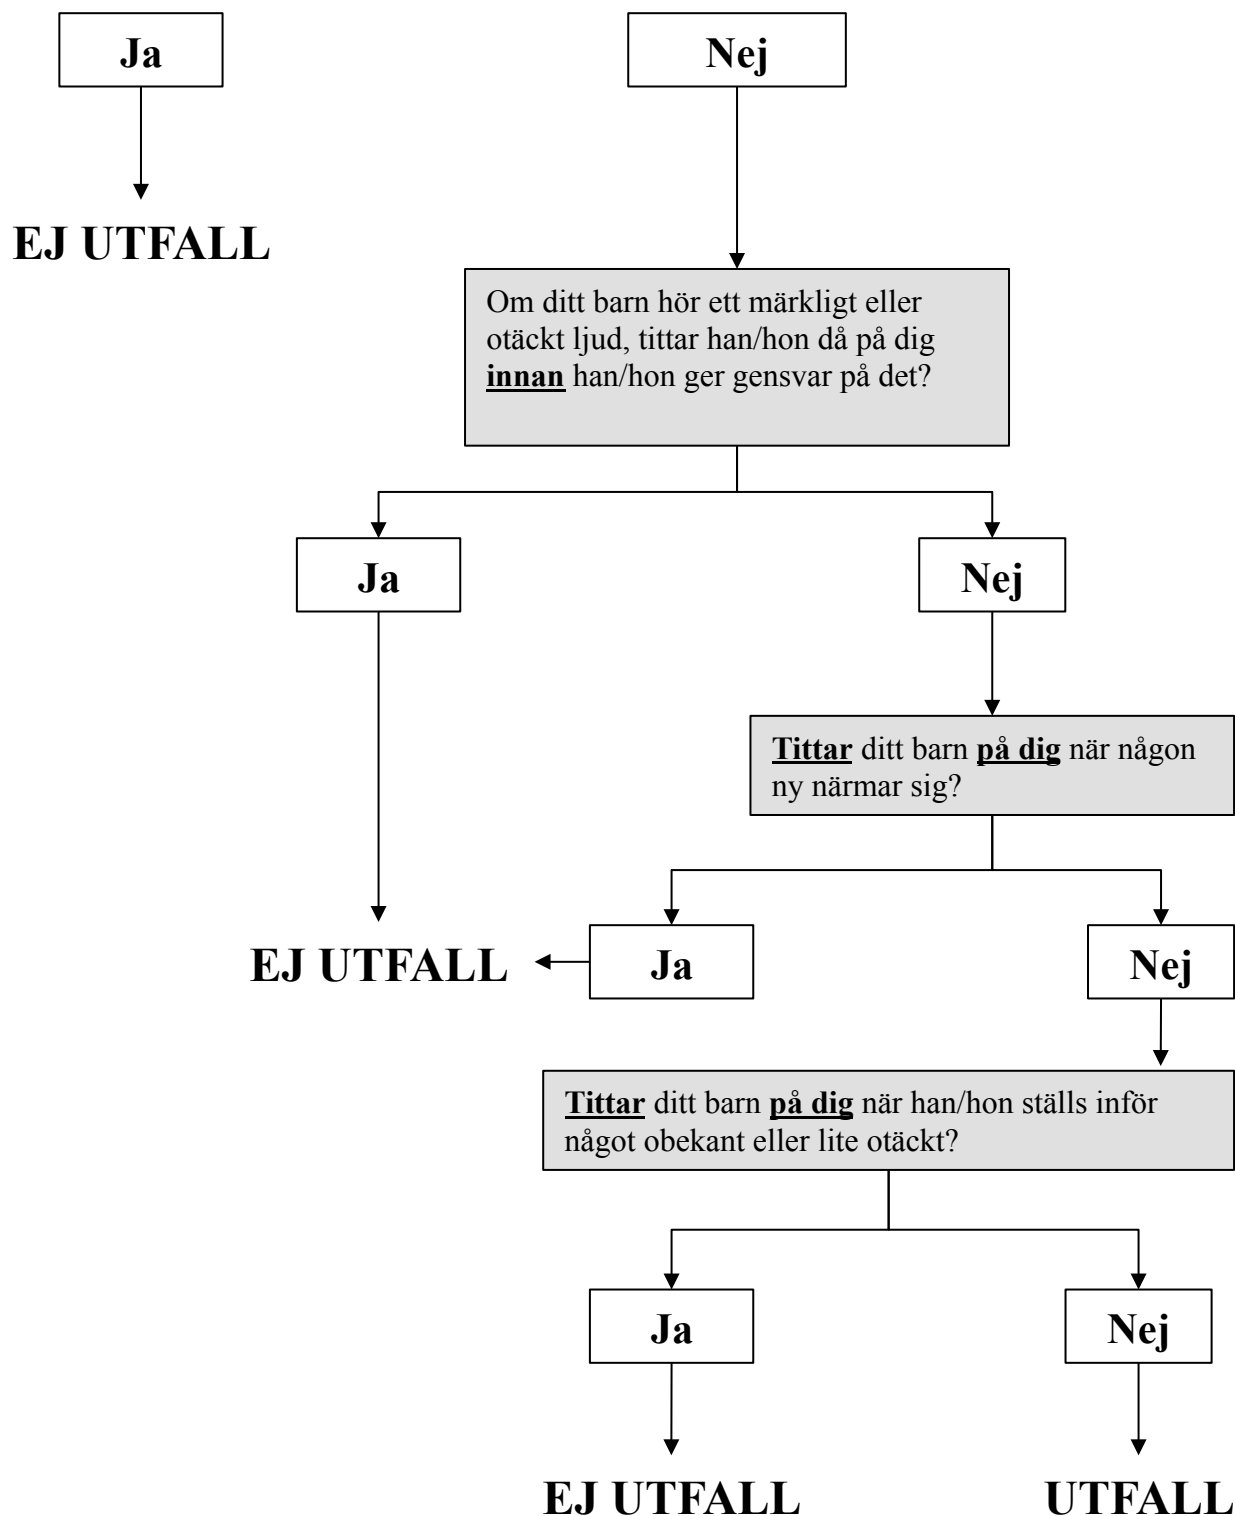 Ja
Nej
EJ UTFALL
Om ditt barn hör ett märkligt eller
otäckt ljud, tittar han/hon då på dig
innan han/hon ger gensvar på det?
Ja
Nej
Tittar ditt barn på dig när någon
ny närmar sig?
EJ UTFALL
Ja
Nej
Tittar ditt barn på dig när han/hon ställs inför
något obekant eller lite otäckt?
Ja
Nej
EJ UTFALL
UTFALL